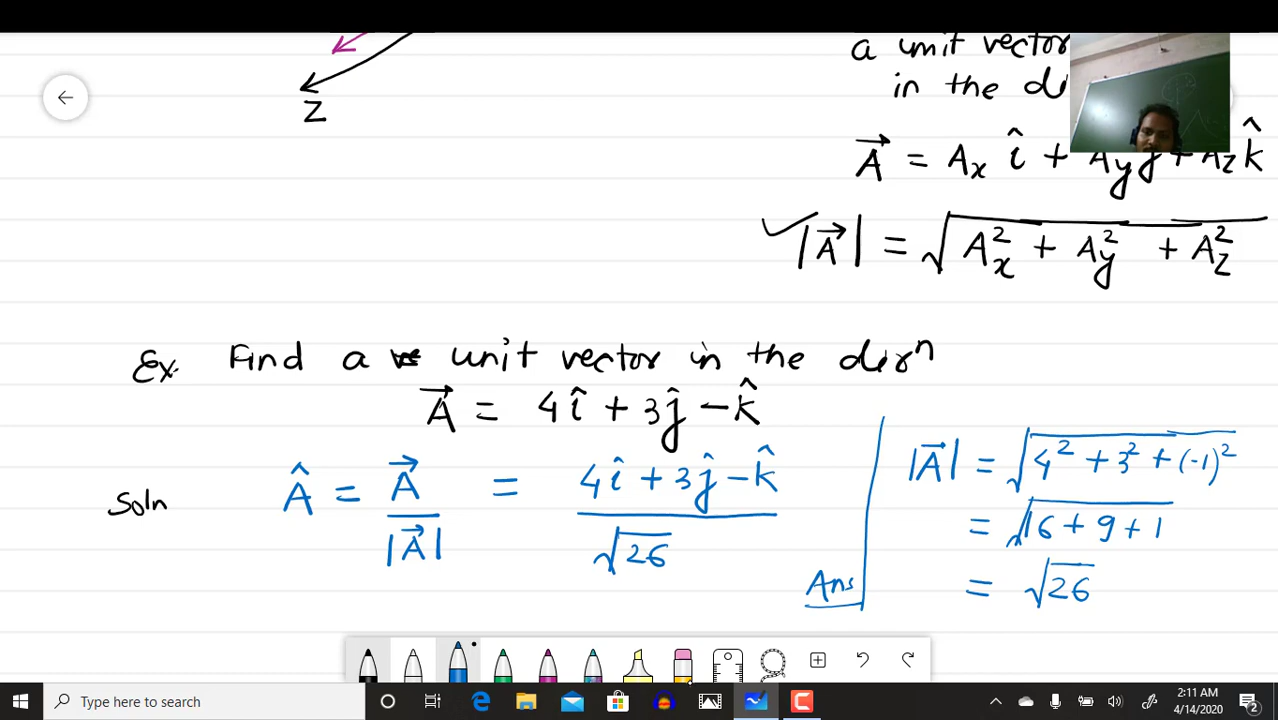 Z
a unit vector
in the di
A⃗ = Aₓ î + Ayĵ + Az k̂
|A⃗| = √Aₓ² + Ay² + Az²
Ex. Find a unit vector in the dirⁿ
A⃗ = 4î + 3ĵ − k̂
Soln Â = A⃗ / |A⃗| = 4î + 3ĵ − k̂ / √26
Ans
|A⃗| = √4² + 3² + (-1)²
= √16 + 9 + 1
= √26
Type here to search
2:11 AM
4/14/2020
2